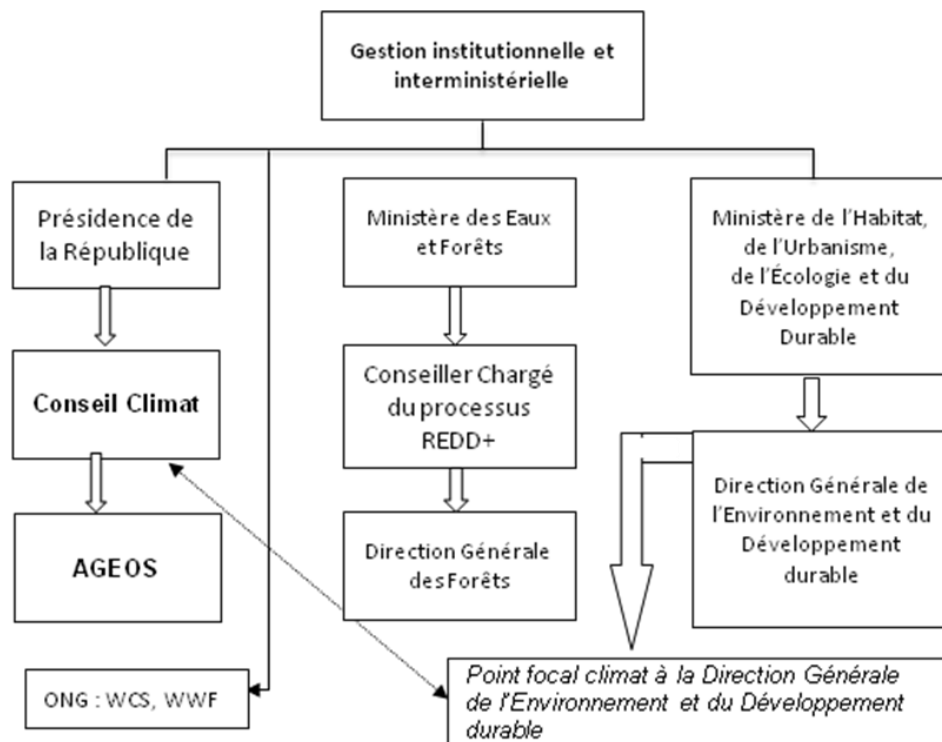 Gestion institutionnelle et
interministérielle
Présidence de
la République
Ministère des Eaux
et Forêts
Ministère de l'Habitat,
de l'Urbanisme,
de l'Écologie et du
Développement
Durable
Conseil Climat
Conseiller Chargé
du processus
REDD+
Direction Générale de
l'Environnement et du
Développement
durable
AGEOS
Direction Générale
des Forêts
ONG : WCS, WWF
Point focal climat à la Direction Générale
de l'Environnement et du Développement
durable